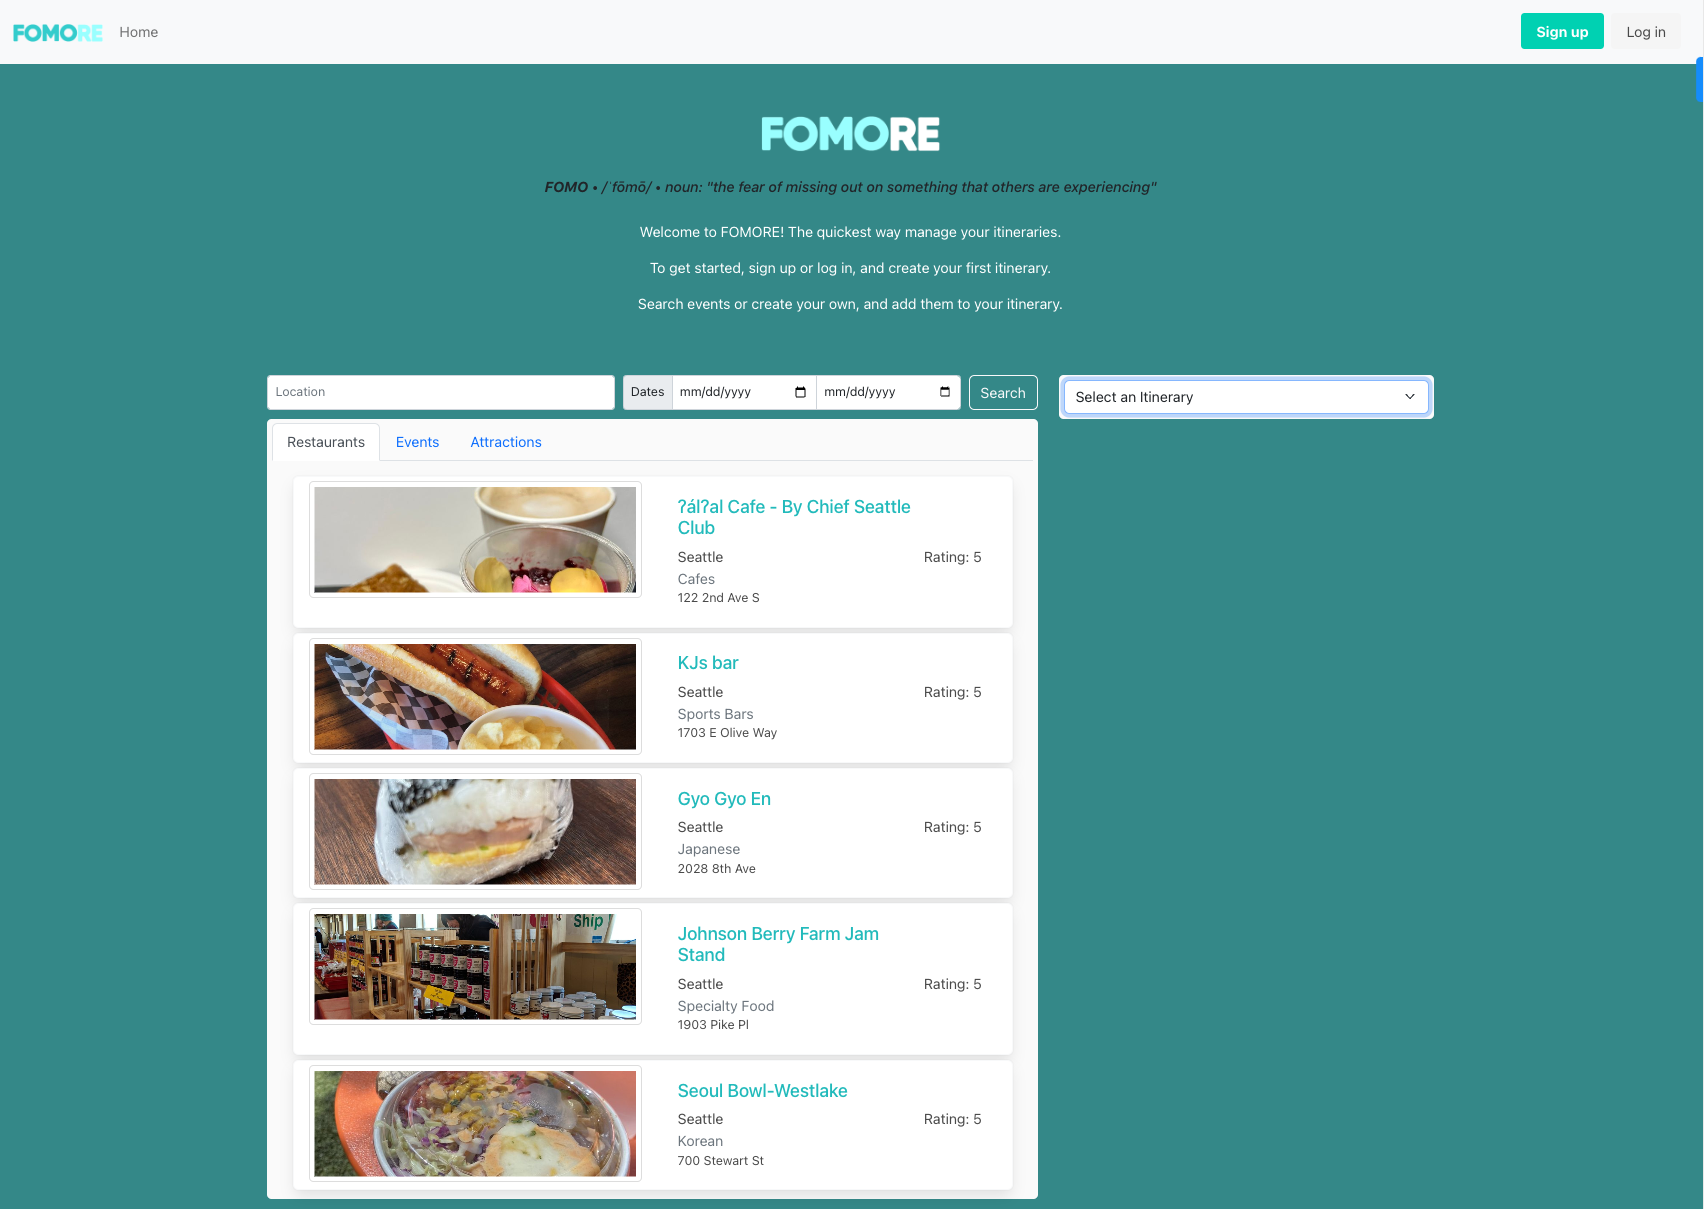 FOMORE Home Sign up Log in
FOMORE
FOMO • /ˈfōmō/ • noun: "the fear of missing out on something that others are experiencing"
Welcome to FOMORE! The quickest way manage your itineraries.
To get started, sign up or log in, and create your first itinerary.
Search events or create your own, and add them to your itinerary.
Location Dates mm/dd/yyyy mm/dd/yyyy Search Select an Itinerary
Restaurants Events Attractions
ʔálʔal Cafe - By Chief Seattle
Club
Seattle Rating: 5
Cafes
122 2nd Ave S
KJs bar
Seattle Rating: 5
Sports Bars
1703 E Olive Way
Gyo Gyo En
Seattle Rating: 5
Japanese
2028 8th Ave
Ship
Johnson Berry Farm Jam
Stand
Seattle Rating: 5
Specialty Food
1903 Pike Pl
Seoul Bowl-Westlake
Seattle Rating: 5
Korean
700 Stewart St